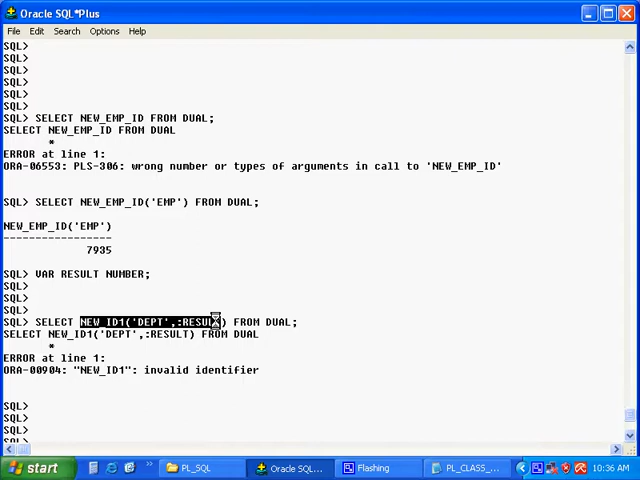 Oracle SQL*Plus
File Edit Search Options Help
SQL>
SQL>
SQL>
SQL>
SQL>
SQL>
SQL> SELECT NEW_EMP_ID FROM DUAL;
SELECT NEW_EMP_ID FROM DUAL
*
ERROR at line 1:
ORA-06553: PLS-306: wrong number or types of arguments in call to 'NEW_EMP_ID'
SQL> SELECT NEW_EMP_ID('EMP') FROM DUAL;
NEW_EMP_ID('EMP')
-----------------
7935
SQL> VAR RESULT NUMBER;
SQL>
SQL>
SQL>
SQL> SELECT NEW_ID1('DEPT',:RESULT) FROM DUAL;
SELECT NEW_ID1('DEPT',:RESULT) FROM DUAL
*
ERROR at line 1:
ORA-00904: "NEW_ID1": invalid identifier
SQL>
SQL>
SQL>
SQL>
start » PL_SQL Oracle SQL... Flashing PL_CLASS_... 10:36 AM